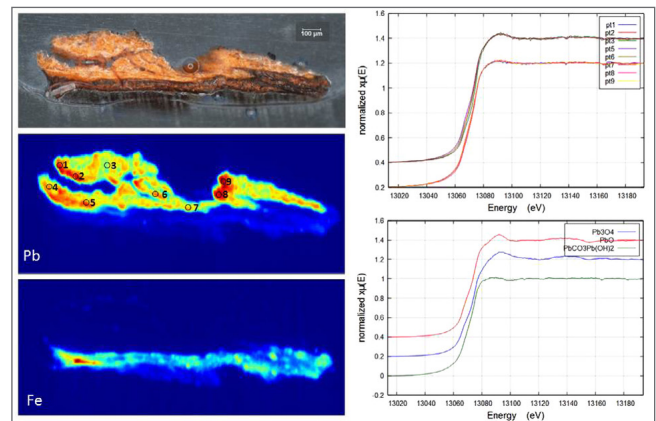 100 µm
1
2
3
4
5
6
7
8
9
Pb
Fe
normalized xμ(E)
1.4
1.2
1
0.8
0.6
0.4
0.2
13020 13040 13060 13080 13100 13120 13140 13160 13180
Energy (eV)
pt1
pt2
pt3
pt5
pt6
pt7
pt8
pt9
normalized xμ(E)
1.6
1.4
1.2
1
0.8
0.6
0.4
0.2
0
-0.2
13020 13040 13060 13080 13100 13120 13140 13160 13180
Energy (eV)
Pb3O4
PbO
PbCO3Pb(OH)2